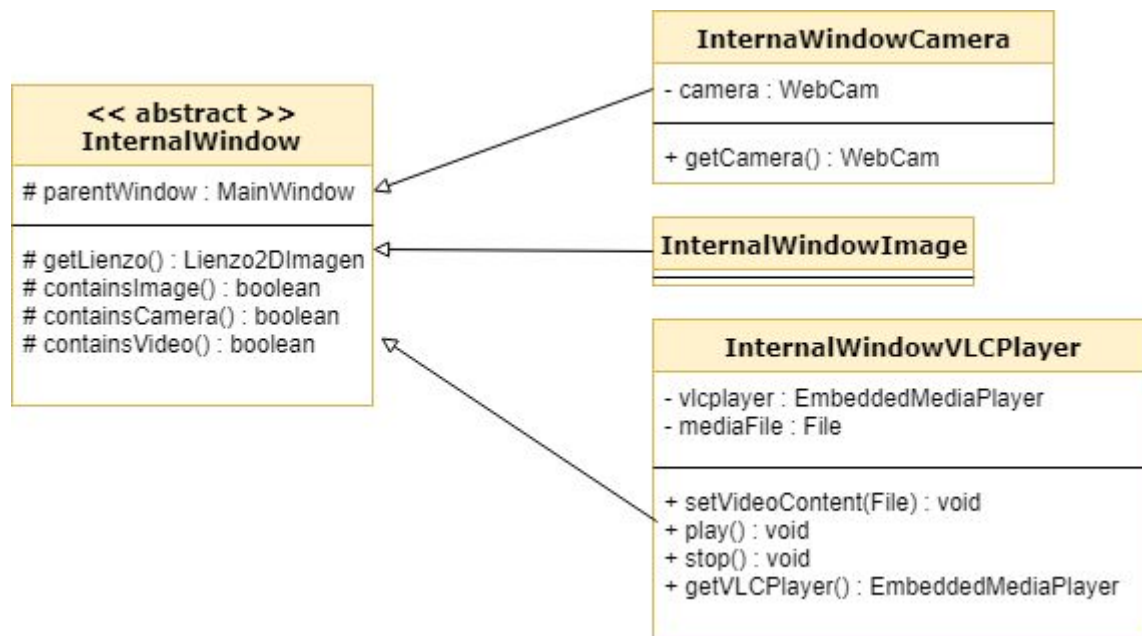 << abstract >>
InternalWindow
# parentWindow : MainWindow
# getLienzo() : Lienzo2DImagen
# containsImage() : boolean
# containsCamera() : boolean
# containsVideo() : boolean
InternaWindowCamera
- camera : WebCam
+ getCamera() : WebCam
InternalWindowImage
InternalWindowVLCPlayer
- vlcplayer : EmbeddedMediaPlayer
- mediaFile : File
+ setVideoContent(File) : void
+ play() : void
+ stop() : void
+ getVLCPlayer() : EmbeddedMediaPlayer